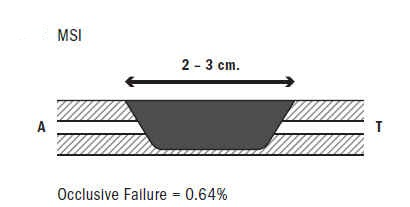 MSI
2 – 3 cm.
A
T
Occlusive Failure = 0.64%